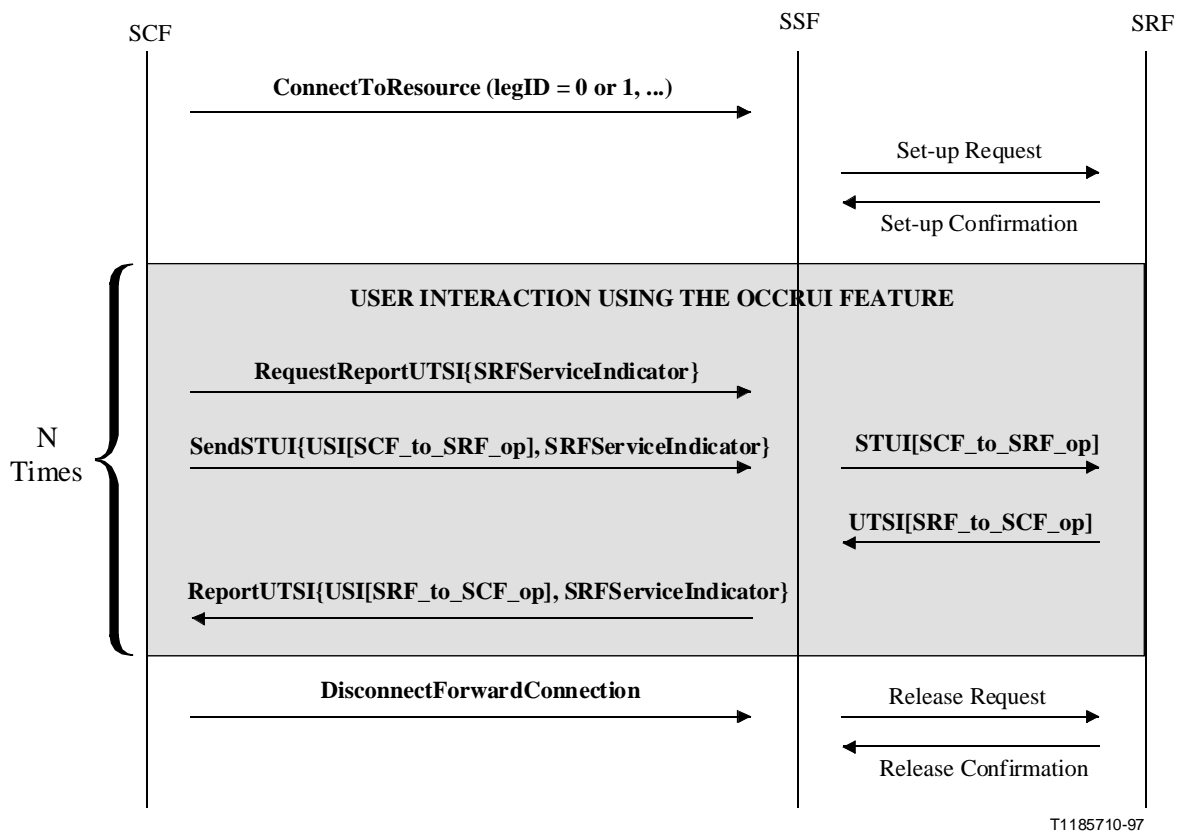 SCF
SSF
SRF
ConnectToResource (legID = 0 or 1, ...)
Set-up Request
Set-up Confirmation
USER INTERACTION USING THE OCCRUI FEATURE
RequestReportUTSI{SRFServiceIndicator}
N
Times
SendSTUI{USI[SCF_to_SRF_op], SRFServiceIndicator}
STUI[SCF_to_SRF_op]
UTSI[SRF_to_SCF_op]
ReportUTSI{USI[SRF_to_SCF_op], SRFServiceIndicator}
DisconnectForwardConnection
Release Request
Release Confirmation
T1185710-97